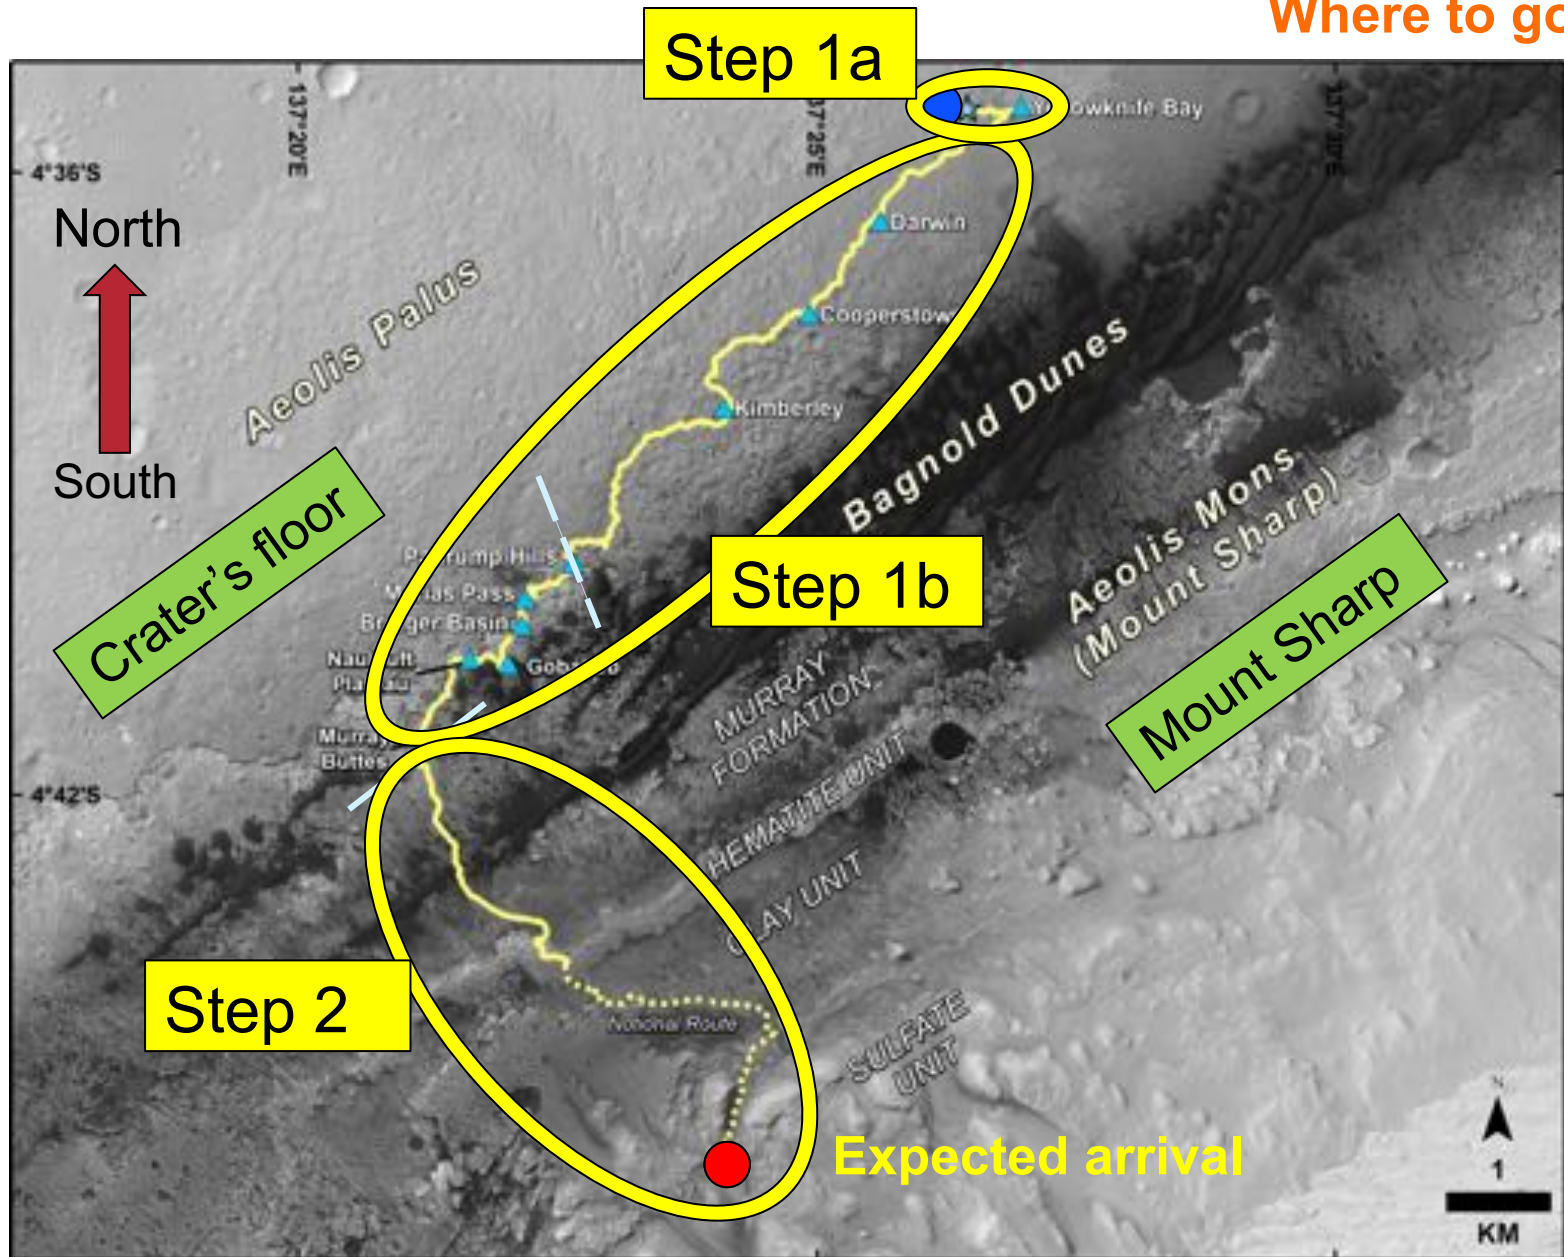 Where to go
Step 1a
137°20'E
37°25'E
Yellowknife Bay
4°36'S
North
Darwin
Aeolis Palus
Cooperstown
Bagnold Dunes
Kimberley
South
Aeolis Mons
(Mount Sharp)
Crater's floor
Step 1b
Mount Sharp
Pahrump Hills
Marias Pass
Bridger Basin
Naukluft
Plateau
Murray
Buttes
MURRAY
FORMATION
HEMATITE UNIT
4°42'S
CLAY UNIT
Step 2
Notional Route
SULFATE
UNIT
Expected arrival
N
1
KM